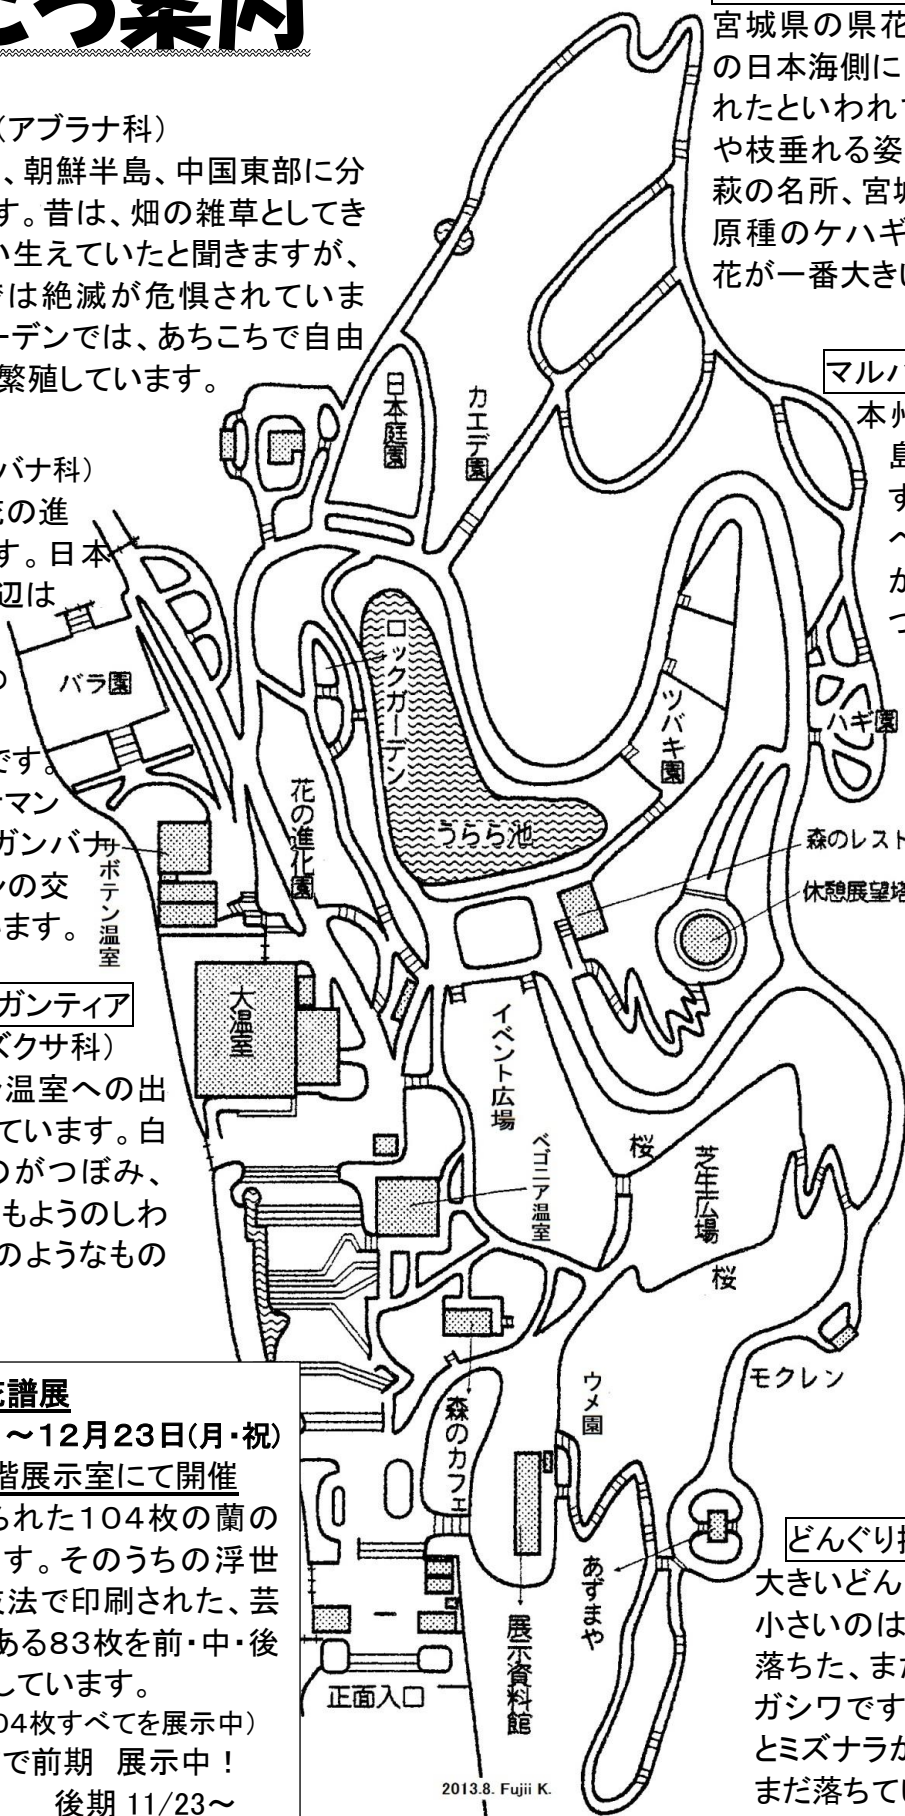 どう案内
（アブラナ科）
、朝鮮半島、中国東部に分
す。昔は、畑の雑草としてき
い生えていたと聞きますが、
では絶滅が危惧されていま
ーデンでは、あちこちで自由
繁殖しています。
バナ科）
花の進
す。日本
辺は
の
です。
ーマン
ガンバナ
ンの交
います。
ガンティア
ズクサ科）
ン温室への出
ています。白
のがつぼみ、
もようのしわ
のようなもの
花譜展
～12月23日(月・祝)
階展示室にて開催
られた104枚の蘭の
す。そのうちの浮世
技法で印刷された、芸
ある83枚を前・中・後
しています。
04枚すべてを展示中）
で前期 展示中！
後期 11/23～
宮城県の県花
の日本海側に
れたといわれて
や枝垂れる姿
萩の名所、宮城
原種のケハギ
花が一番大きい
マルバ
本州
島
す
へ
か
つ
日本庭園
カエデ園
ロックガーデン
バラ園
ツバキ園
ハギ園
花の進化園
うらら池
サボテン温室
森のレスト
休憩展望塔
大温室
イベント広場
ベゴニア温室
桜
芝生広場
桜
モクレン
ウメ園
森のカフェ
あずまや
展示資料館
正面入口
どんぐり拾
大きいどん
小さいのは
落ちた、また
ガシワです
とミズナラか
まだ落ちてい
2013.8. Fujii K.